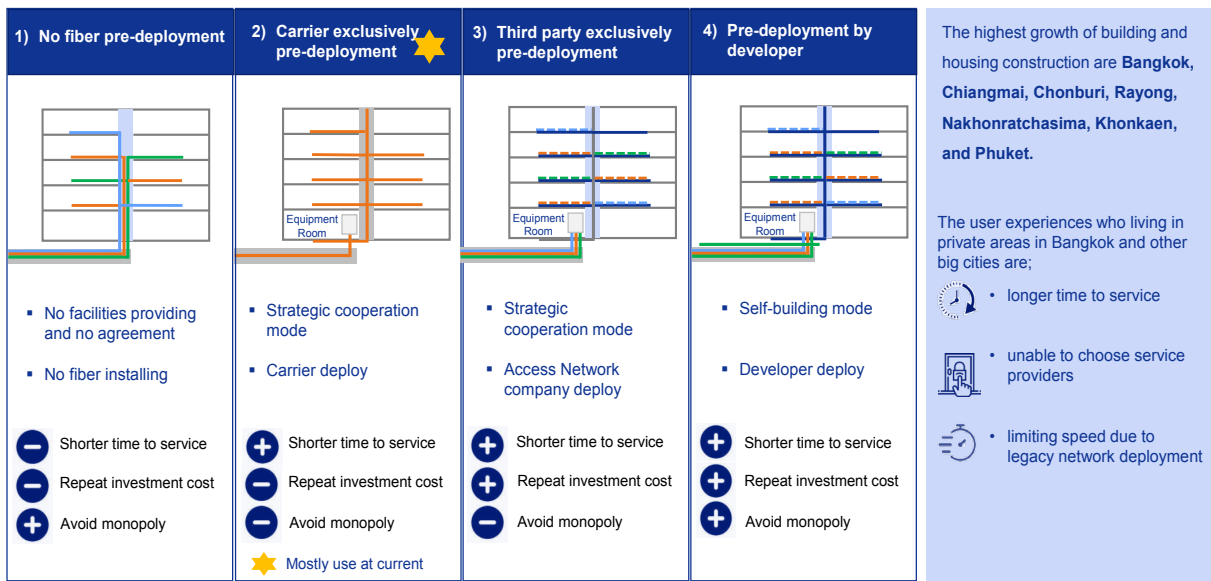 1) No fiber pre-deployment
2) Carrier exclusively
pre-deployment
3) Third party exclusively
pre-deployment
4) Pre-deployment by
developer
Equipment
Room
Equipment
Room
Equipment
Room
▪ No facilities providing
and no agreement
▪ No fiber installing
▪ Strategic cooperation
mode
▪ Carrier deploy
▪ Strategic
cooperation mode
▪ Access Network
company deploy
▪ Self-building mode
▪ Developer deploy
− Shorter time to service
− Repeat investment cost
+ Avoid monopoly
+ Shorter time to service
− Repeat investment cost
− Avoid monopoly
Mostly use at current
+ Shorter time to service
+ Repeat investment cost
− Avoid monopoly
+ Shorter time to service
+ Repeat investment cost
+ Avoid monopoly
The highest growth of building and
housing construction are Bangkok,
Chiangmai, Chonburi, Rayong,
Nakhonratchasima, Khonkaen,
and Phuket.
The user experiences who living in
private areas in Bangkok and other
big cities are;
• longer time to service
• unable to choose service
providers
• limiting speed due to
legacy network deployment